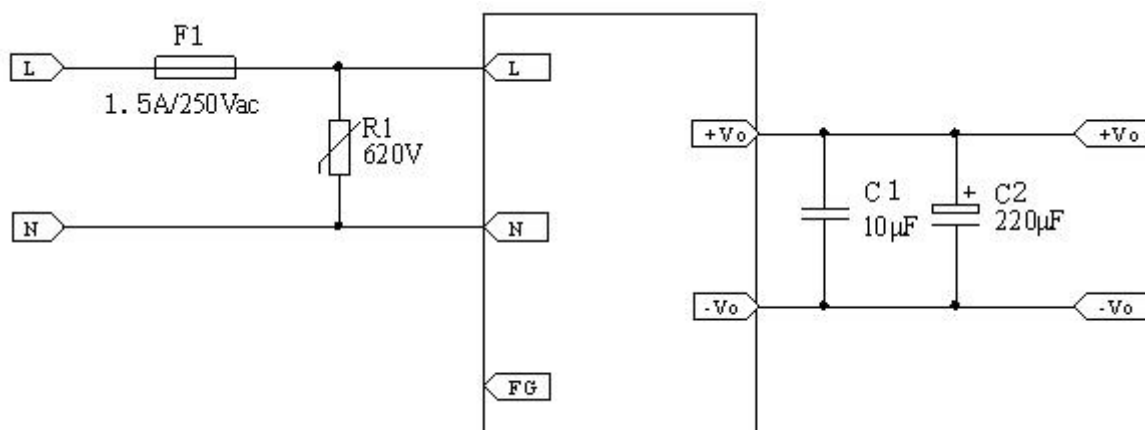 F1
L
L
1.5A/250Vac
R1
620V
+Vo
+Vo
C1
10μF
+
C2
220μF
N
N
-Vo
-Vo
FG